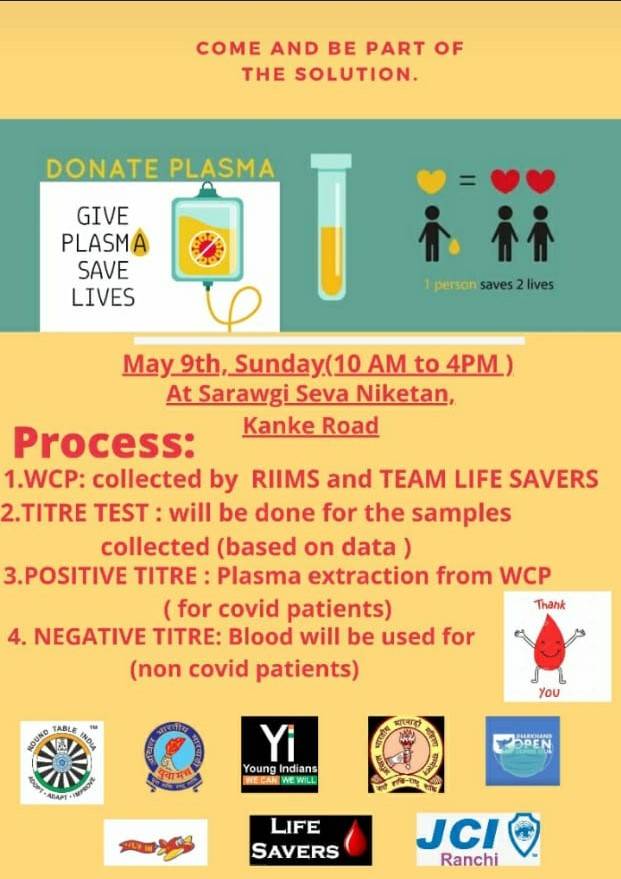 COME AND BE PART OF
THE SOLUTION.
DONATE PLASMA
GIVE
PLASMA
SAVE
LIVES
=
1 person saves 2 lives
May 9th, Sunday(10 AM to 4PM )
At Sarawgi Seva Niketan,
Kanke Road
Process:
1.WCP: collected by RIIMS and TEAM LIFE SAVERS
2.TITRE TEST : will be done for the samples
collected (based on data )
3.POSITIVE TITRE : Plasma extraction from WCP
( for covid patients)
4. NEGATIVE TITRE: Blood will be used for
(non covid patients)
Thank
you
ROUND TABLE INDIA
ADOPT • ADAPT • IMPROVE
TM
युवा मंच
Yi
Young Indians
WE CAN WE WILL
OPEN
LIFE
SAVERS
JCI
Ranchi